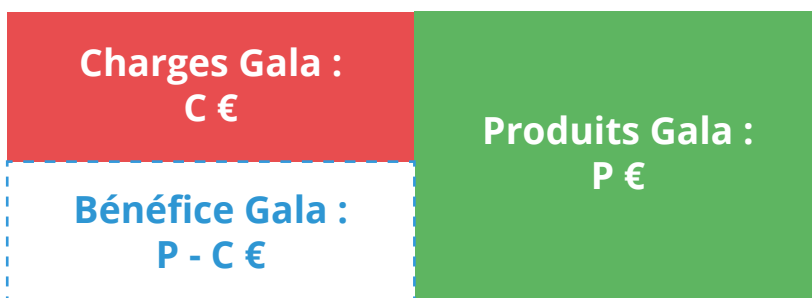 Charges Gala :
C €
Produits Gala :
P €
Bénéfice Gala :
P - C €